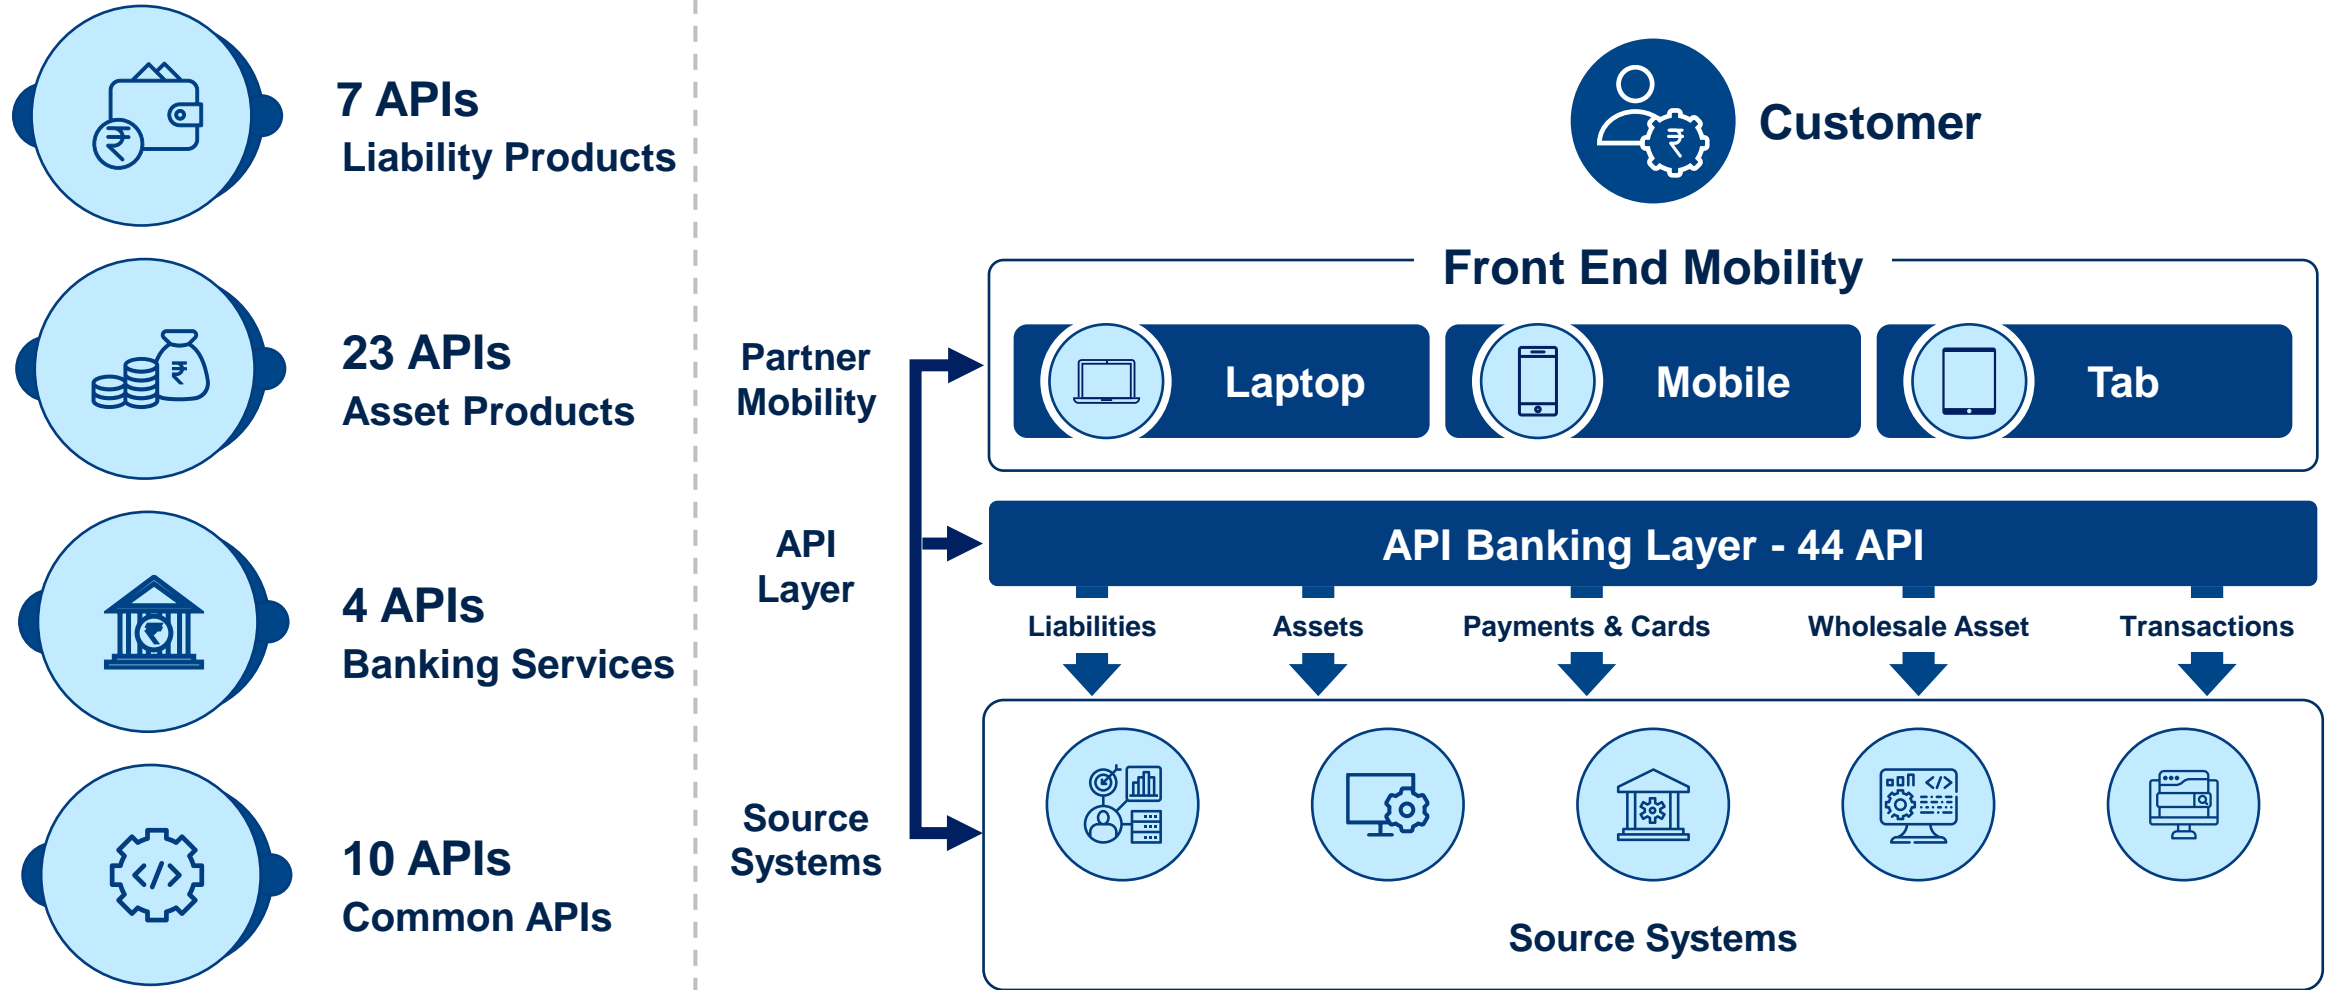 7 APIs
Liability Products
23 APIs
Asset Products
4 APIs
Banking Services
10 APIs
Common APIs
Customer
Front End Mobility
Partner
Mobility
Laptop
Mobile
Tab
API
Layer
API Banking Layer - 44 API
Liabilities
Assets
Payments & Cards
Wholesale Asset
Transactions
Source
Systems
Source Systems